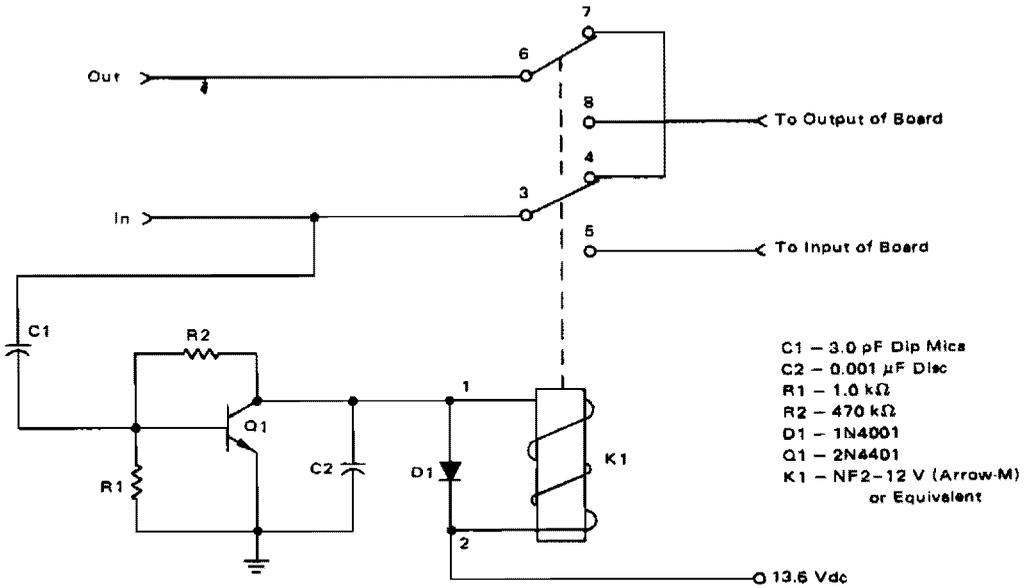 7
6
Out
8
To Output of Board
4
3
In
5
To Input of Board
C1
R2
C1 – 3.0 pF Dip Mica
C2 – 0.001 μF Disc
R1 – 1.0 kΩ
R2 – 470 kΩ
D1 – 1N4001
Q1 – 2N4401
K1 – NF2-12 V (Arrow-M)
or Equivalent
1
Q1
C2
D1
K1
R1
2
13.6 Vdc